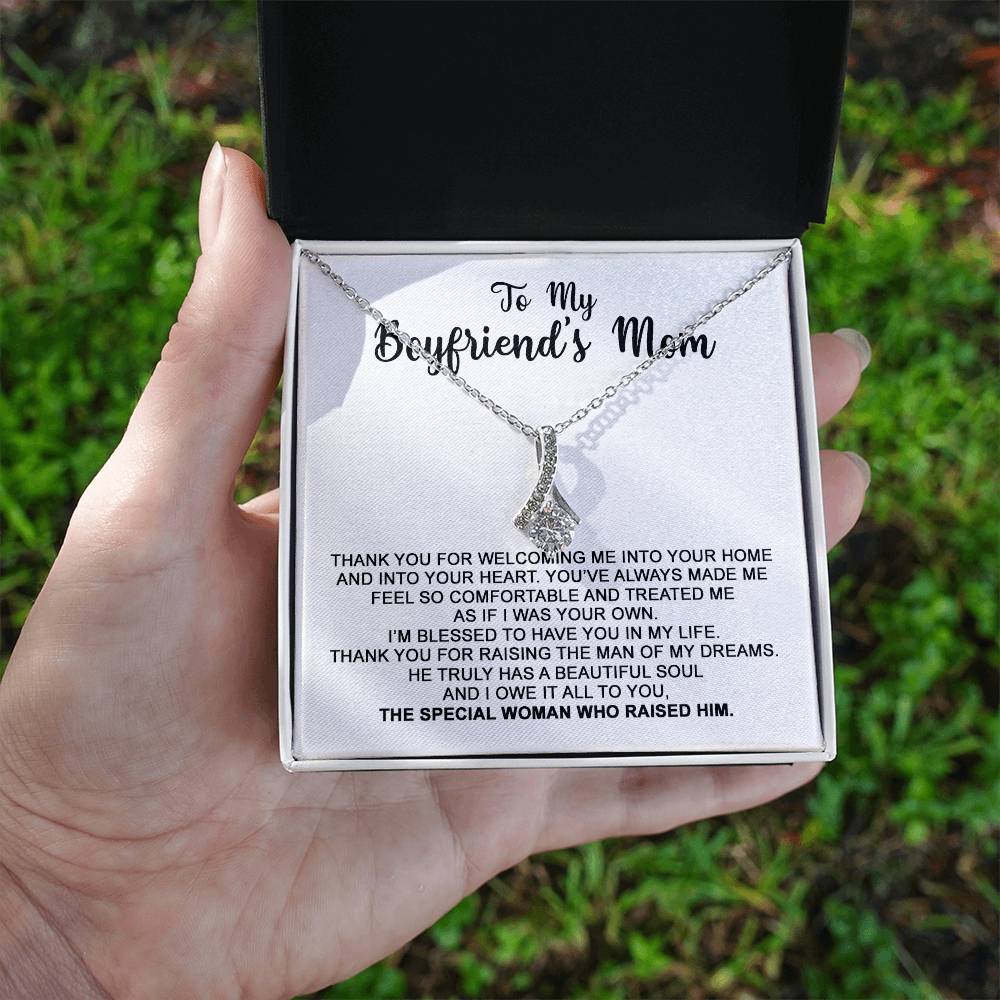 To My
Boyfriend's Mom
THANK YOU FOR WELCOMING ME INTO YOUR HOME
AND INTO YOUR HEART. YOU'VE ALWAYS MADE ME
FEEL SO COMFORTABLE AND TREATED ME
AS IF I WAS YOUR OWN.
I'M BLESSED TO HAVE YOU IN MY LIFE.
THANK YOU FOR RAISING THE MAN OF MY DREAMS.
HE TRULY HAS A BEAUTIFUL SOUL
AND I OWE IT ALL TO YOU,
THE SPECIAL WOMAN WHO RAISED HIM.